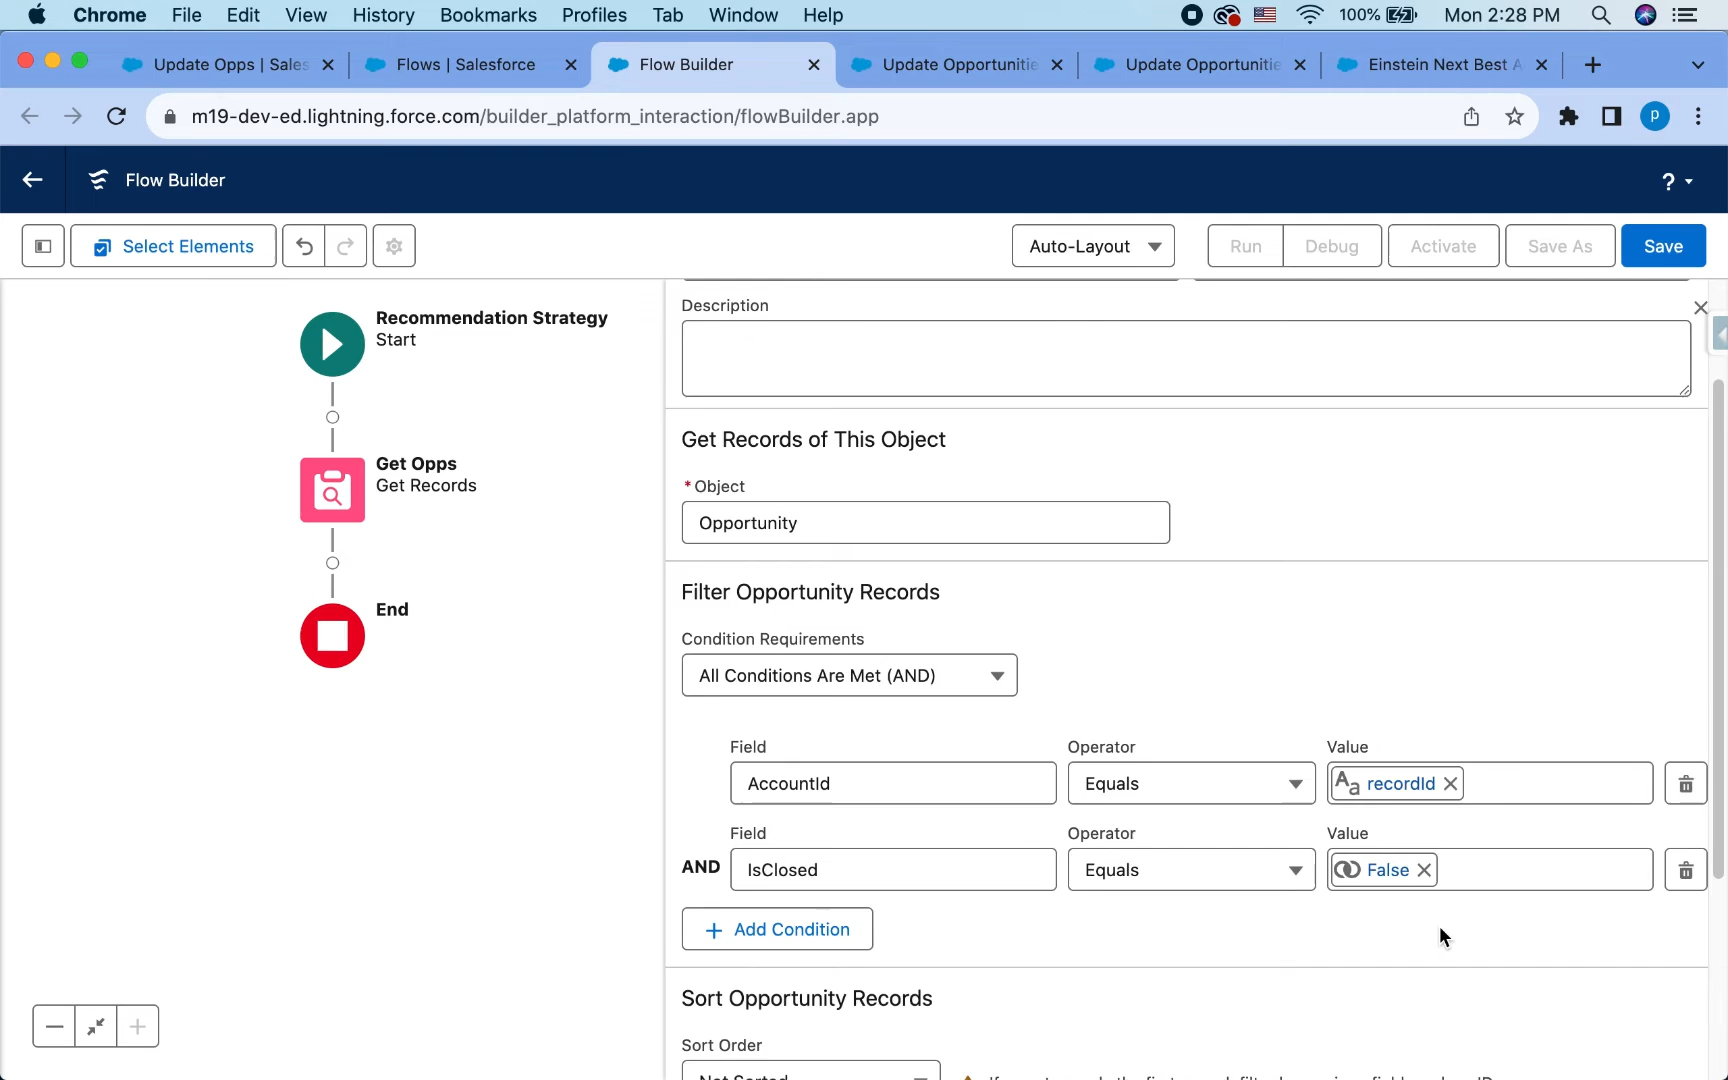 Chrome File Edit View History Bookmarks Profiles Tab Window Help 100% Mon 2:28 PM
Update Opps | Sales Flows | Salesforce Flow Builder Update Opportunitie Update Opportunitie Einstein Next Best A
m19-dev-ed.lightning.force.com/builder_platform_interaction/flowBuilder.app P
Flow Builder ?
Select Elements Auto-Layout Run Debug Activate Save As Save
Recommendation Strategy
Start
Get Opps
Get Records
End
Description
Get Records of This Object
* Object
Opportunity
Filter Opportunity Records
Condition Requirements
All Conditions Are Met (AND)
Field Operator Value
AccountId Equals Aa recordId
Field Operator Value
AND IsClosed Equals False
+ Add Condition
Sort Opportunity Records
Sort Order
Not Sorted